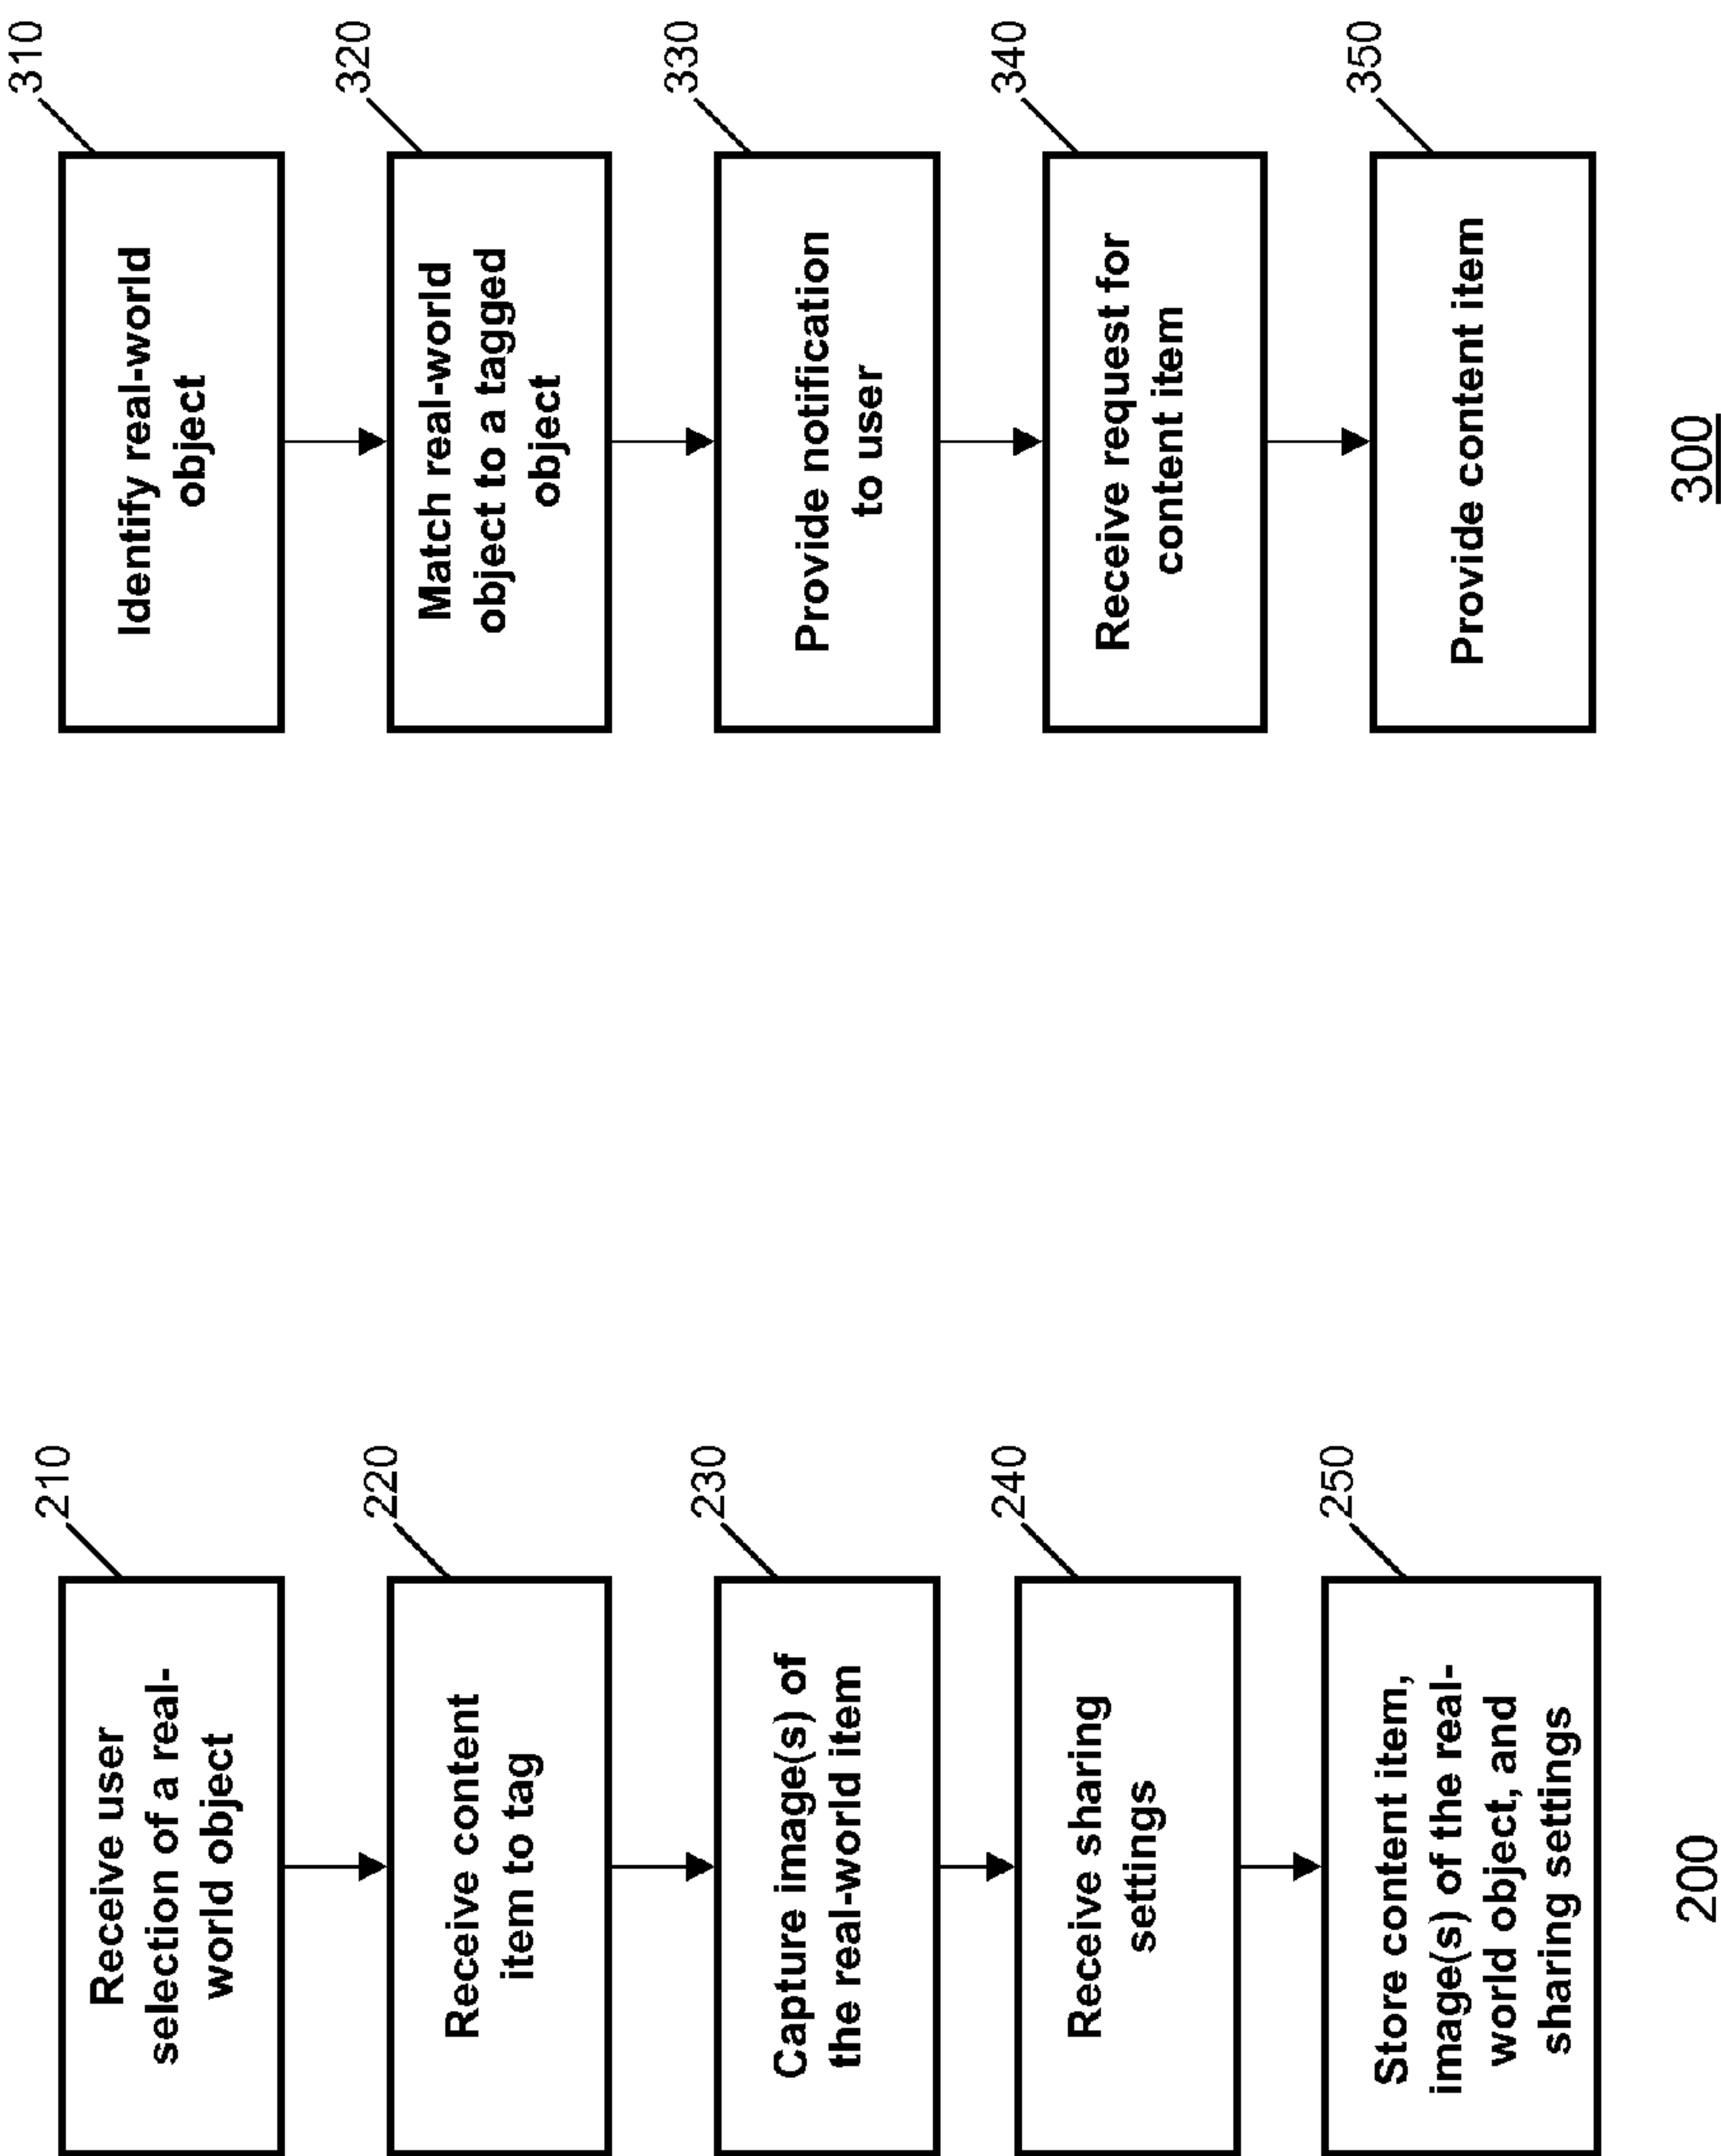 210
Receive user
selection of a real-
world object
220
Receive content
item to tag
230
Capture image(s) of
the real-world item
240
Receive sharing
settings
250
Store content item,
image(s) of the real-
world object, and
sharing settings
200
310
Identify real-world
object
320
Match real-world
object to a tagged
object
330
Provide notification
to user
340
Receive request for
content item
350
Provide content item
300